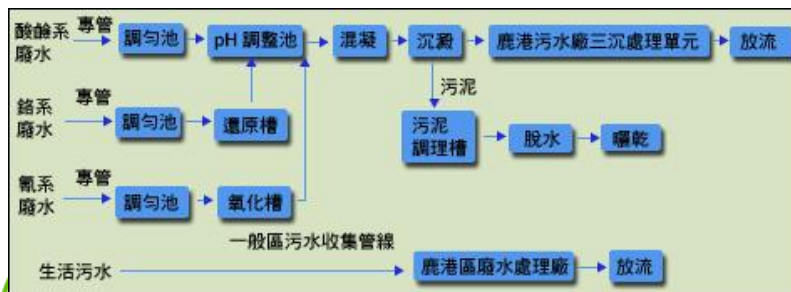 酸鹼系
廢水
專管
調勻池
pH 調整池
混凝
沉澱
鹿港污水廠三沉處理單元
放流
污泥
鉻系
廢水
專管
調勻池
還原槽
污泥
調理槽
脫水
曬乾
氰系
廢水
專管
調勻池
氧化槽
一般區污水收集管線
生活污水
鹿港區廢水處理廠
放流